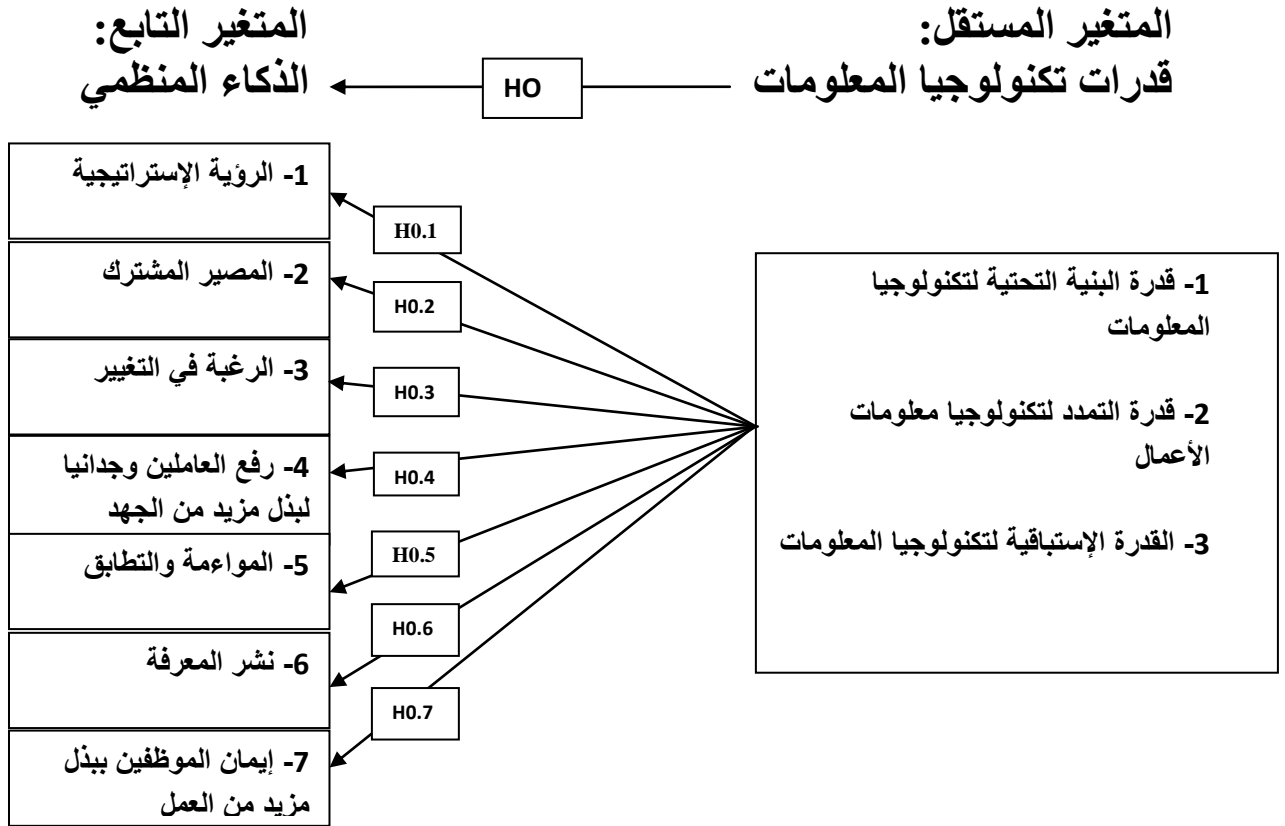 المتغير المستقل:
قدرات تكنولوجيا المعلومات
HO
المتغير التابع:
الذكاء المنظمي
1- قدرة البنية التحتية لتكنولوجيا
المعلومات
2- قدرة التمدد لتكنولوجيا معلومات
الأعمال
3- القدرة الإستباقية لتكنولوجيا المعلومات
H0.1
H0.2
H0.3
H0.4
H0.5
H0.6
H0.7
1- الرؤية الإستراتيجية
2- المصير المشترك
3- الرغبة في التغيير
4- رفع العاملين وجدانيا
لبذل مزيد من الجهد
5- المواءمة والتطابق
6- نشر المعرفة
7- إيمان الموظفين ببذل
مزيد من العمل